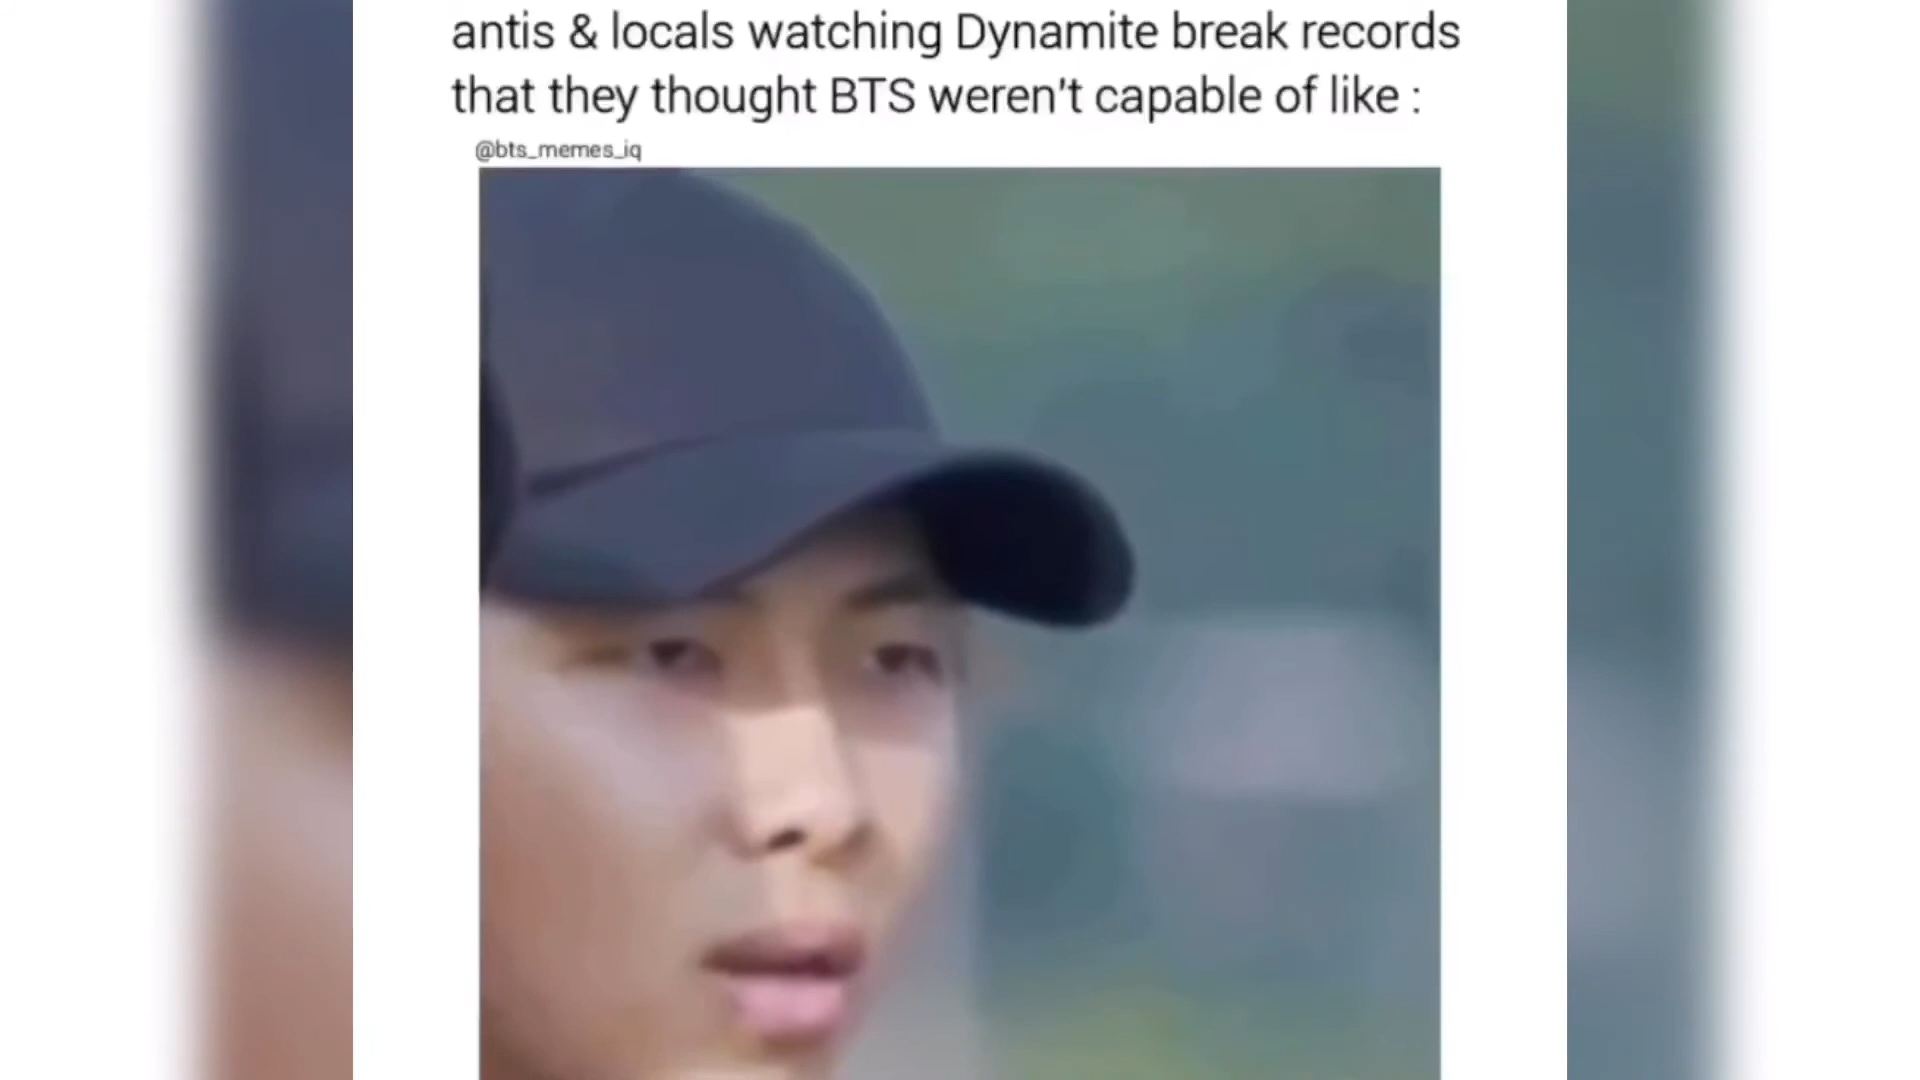 antis & locals watching Dynamite break records
that they thought BTS weren't capable of like :
@bts_memes_iq